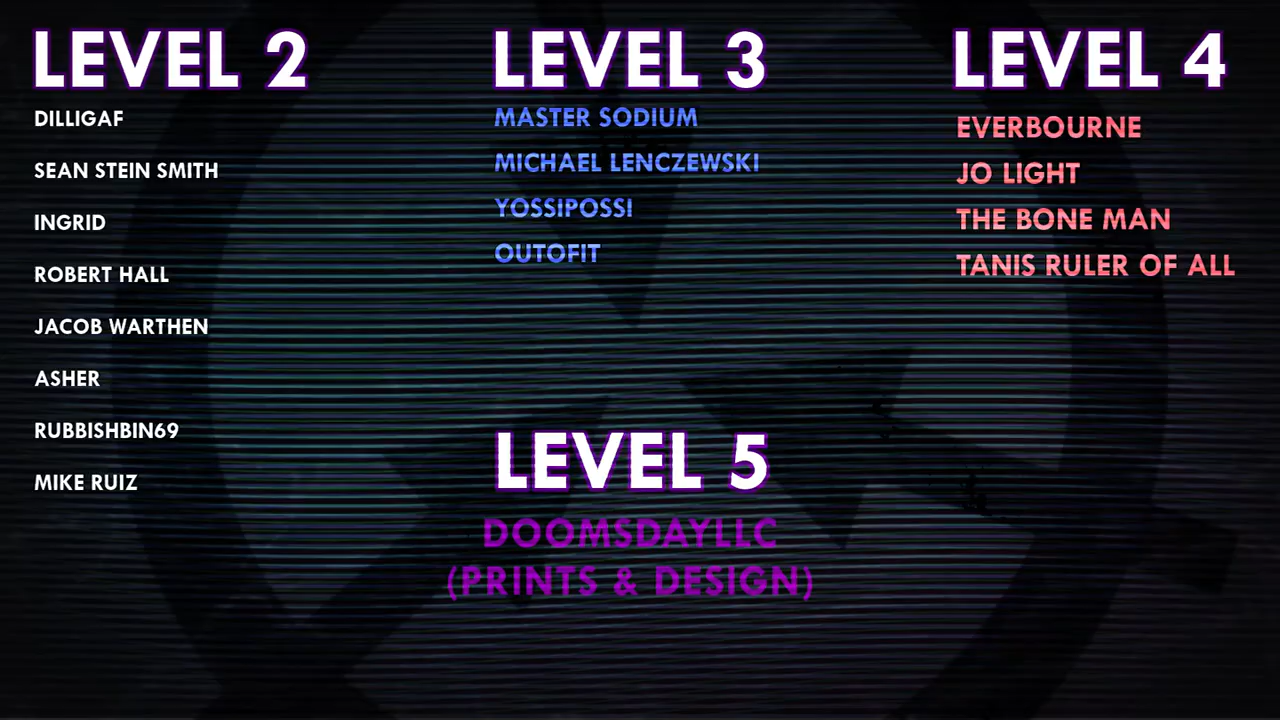 LEVEL 2
DILLIGAF
SEAN STEIN SMITH
INGRID
ROBERT HALL
JACOB WARTHEN
ASHER
RUBBISHBIN69
MIKE RUIZ
LEVEL 3
MASTER SODIUM
MICHAEL LENCZEWSKI
YOSSIPOSSI
OUTOFIT
LEVEL 4
EVERBOURNE
JO LIGHT
THE BONE MAN
TANIS RULER OF ALL
LEVEL 5
DOOMSDAYLLC
(PRINTS & DESIGN)